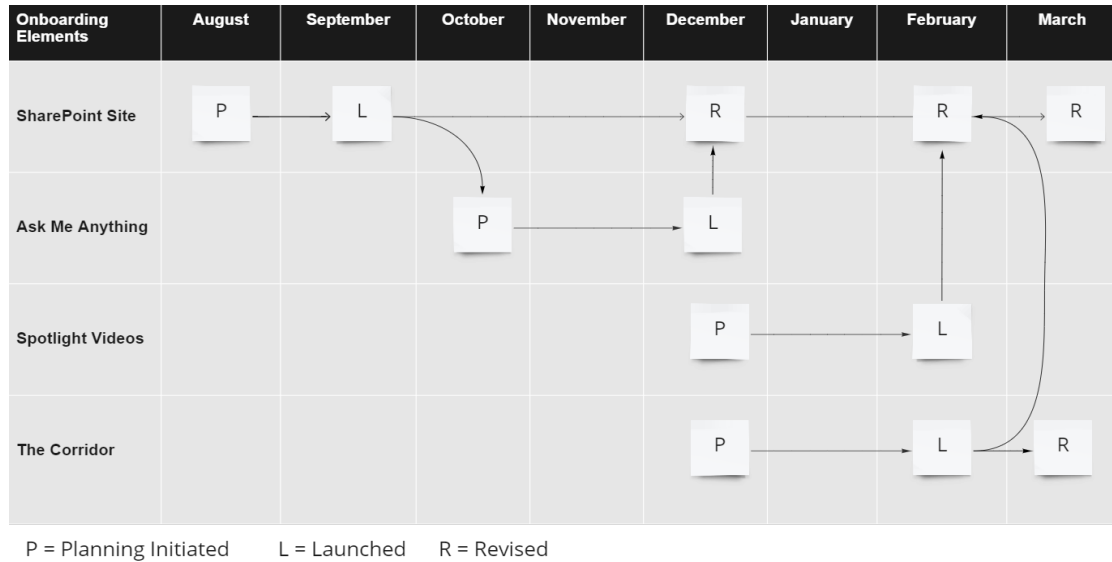 Onboarding Elements August September October November December January February March
SharePoint Site P L R R R
Ask Me Anything P L
Spotlight Videos P L
The Corridor P L R
P = Planning Initiated L = Launched R = Revised